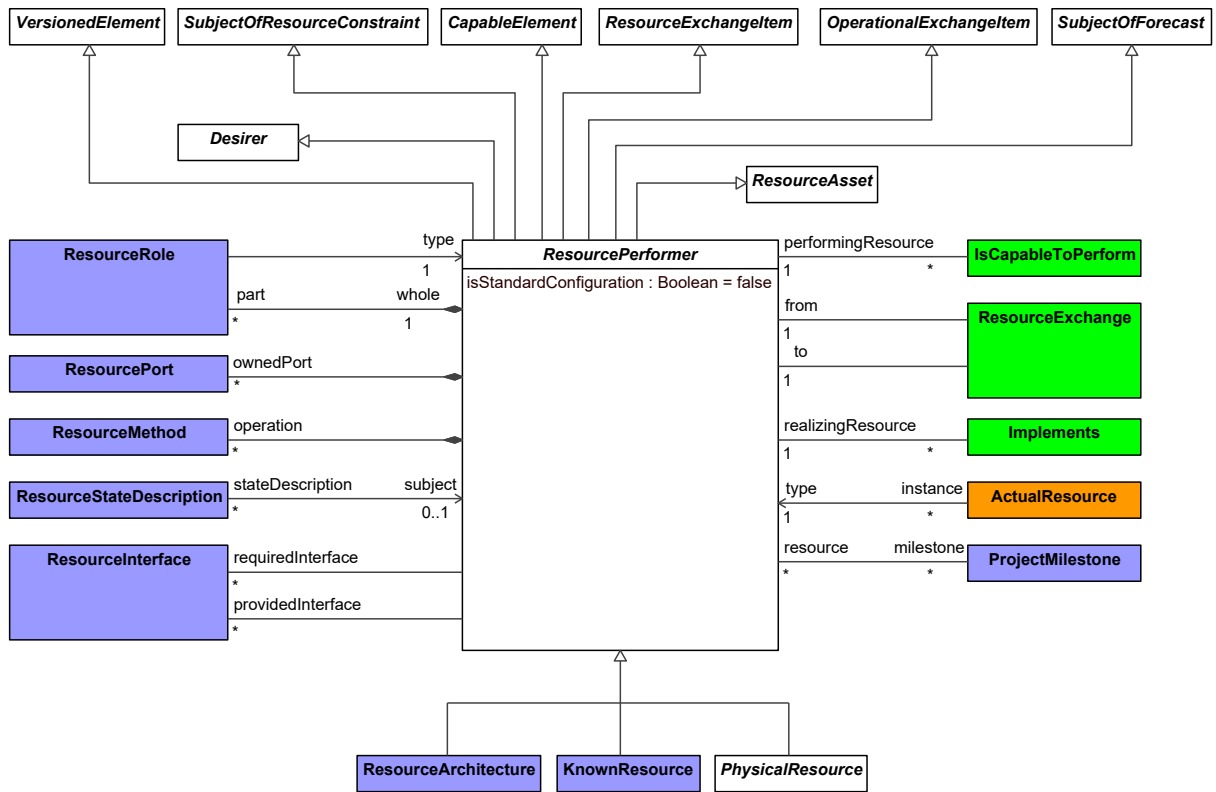 VersionedElement
SubjectOfResourceConstraint
CapableElement
ResourceExchangeItem
OperationalExchangeItem
SubjectOfForecast
Desirer
ResourceAsset
ResourceRole
type
1
part
*
whole
1
ResourcePort
ownedPort
*
ResourceMethod
operation
*
ResourceStateDescription
stateDescription
*
subject
0..1
ResourceInterface
requiredInterface
*
providedInterface
*
ResourcePerformer
isStandardConfiguration : Boolean = false
performingResource
1
*
IsCapableToPerform
from
1
to
1
ResourceExchange
realizingResource
1
*
Implements
type
1
instance
*
ActualResource
resource
*
milestone
*
ProjectMilestone
ResourceArchitecture
KnownResource
PhysicalResource